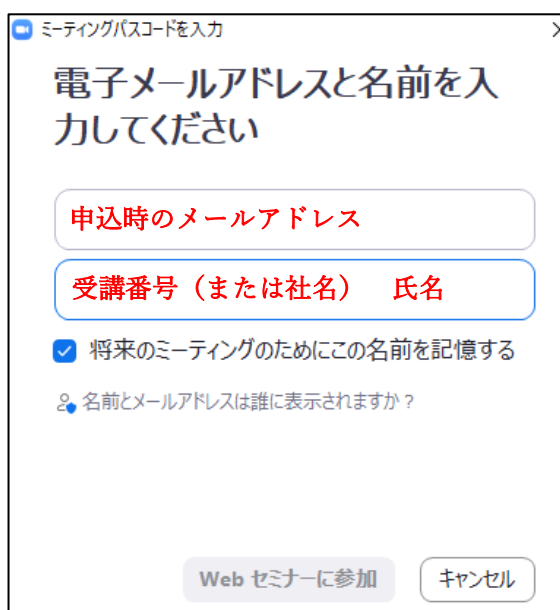 ミーティングパスコードを入力
電子メールアドレスと名前を入
力してください
申込時のメールアドレス
受講番号（または社名）　氏名
将来のミーティングのためにこの名前を記憶する
名前とメールアドレスは誰に表示されますか？
Web セミナーに参加
キャンセル